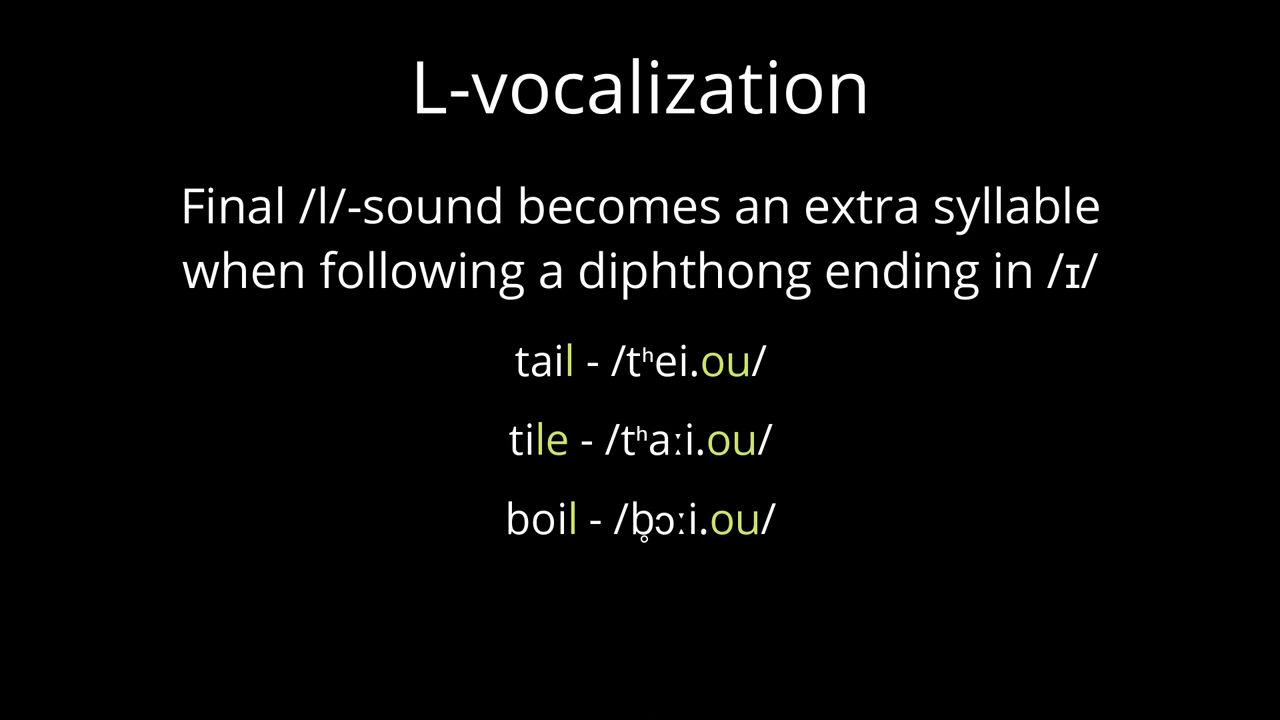 L-vocalization
Final /l/-sound becomes an extra syllable
when following a diphthong ending in /ɪ/
tail - /tʰei.ou/
tile - /tʰaːi.ou/
boil - /b̥ɔːi.ou/